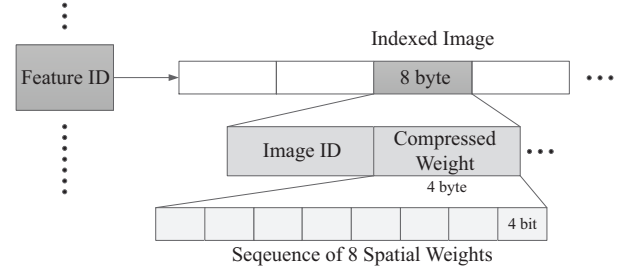 Indexed Image
Feature ID
8 byte
Image ID
Compressed
Weight
4 byte
4 bit
Seqeuence of 8 Spatial Weights